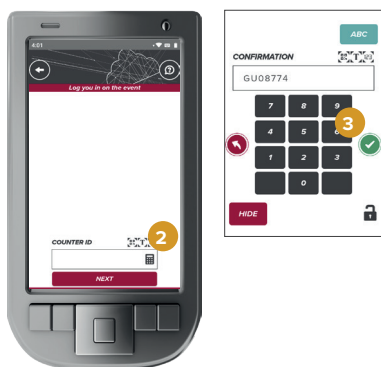 4:01
Log you in on the event
COUNTER ID
T
2
NEXT
ABC
CONFIRMATION
T
GU08774
7 8 9
4 5 6
3
1 2 3
0
HIDE